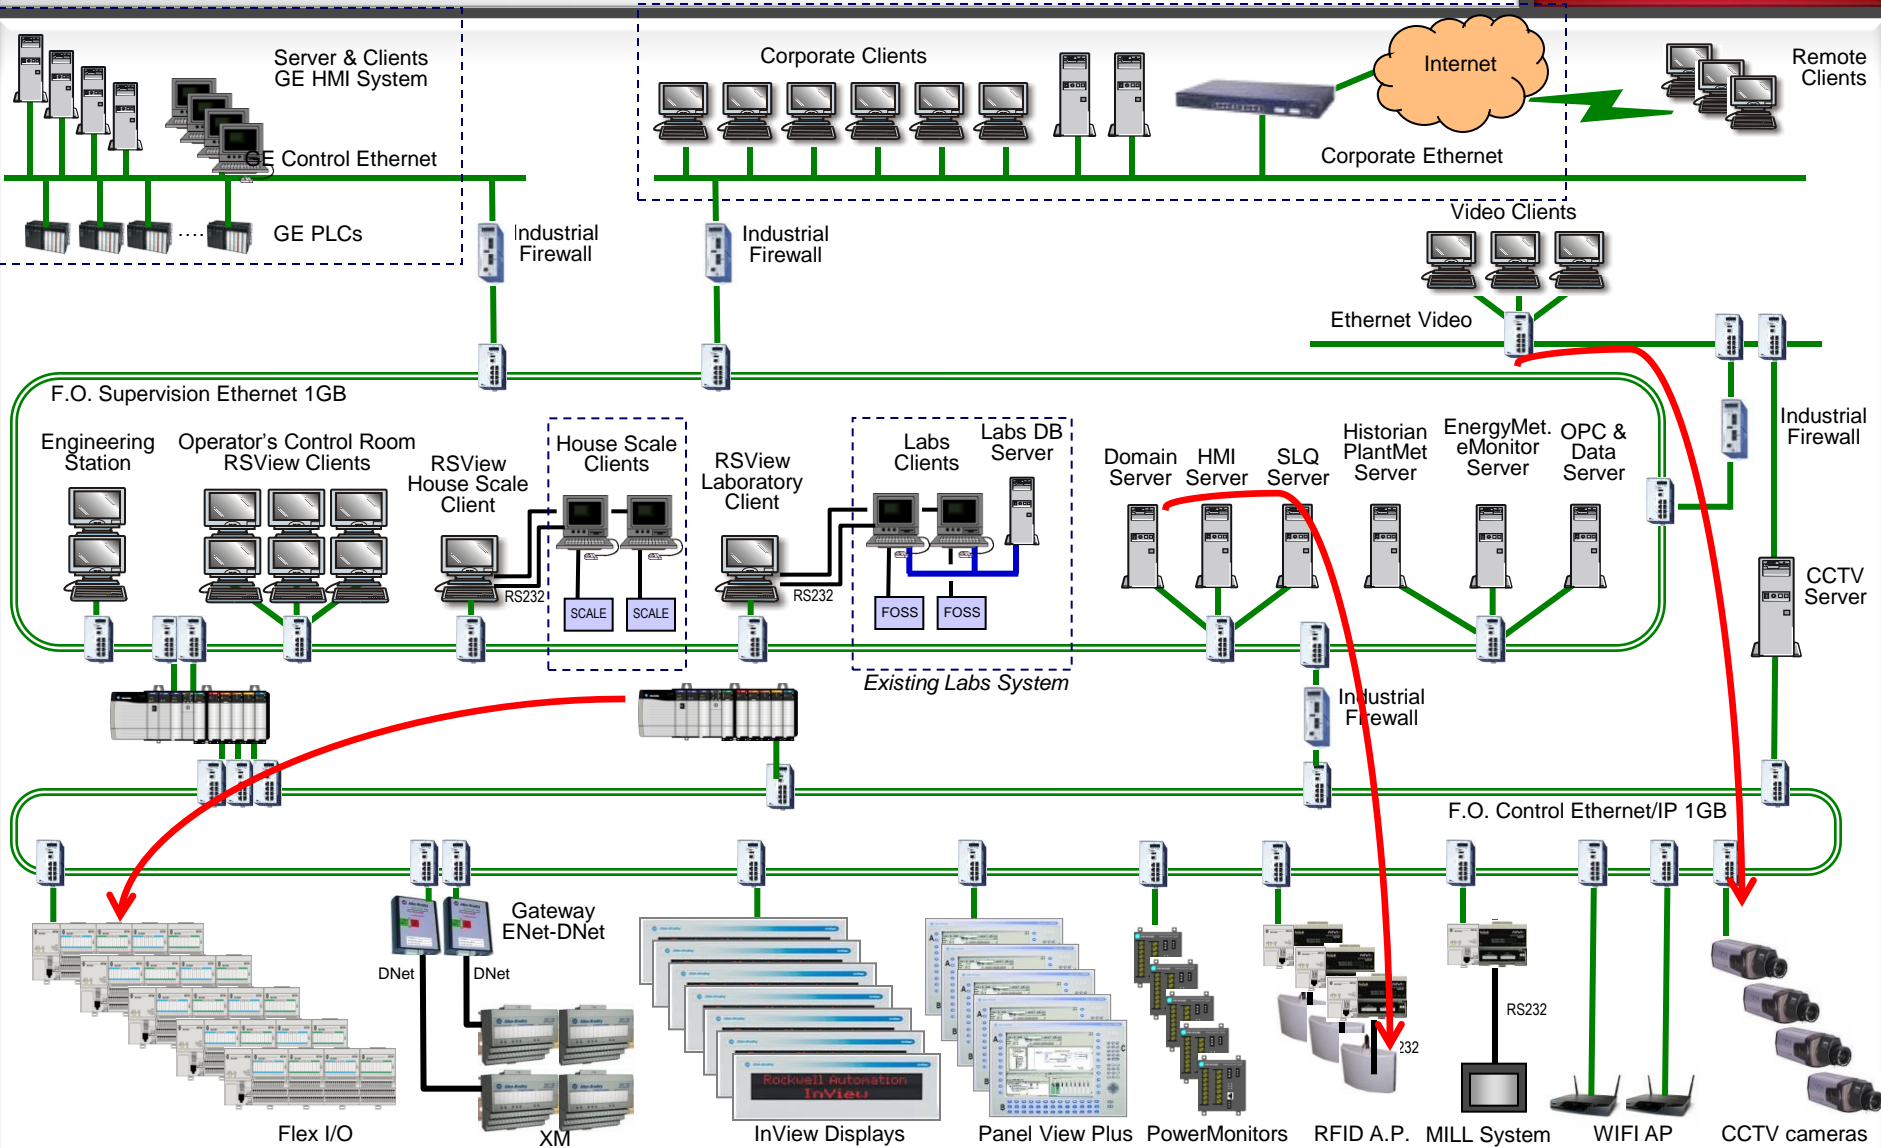 Server & Clients
GE HMI System
GE Control Ethernet
GE PLCs
Corporate Clients
Internet
Corporate Ethernet
Remote
Clients
Industrial
Firewall
Industrial
Firewall
Video Clients
Ethernet Video
Industrial
Firewall
F.O. Supervision Ethernet 1GB
Engineering
Station
Operator's Control Room
RSView Clients
RSView
House Scale
Client
House Scale
Clients
RS232
SCALE
SCALE
RSView
Laboratory
Client
RS232
Labs
Clients
Labs DB
Server
FOSS
FOSS
Existing Labs System
Domain
Server
HMI
Server
SLQ
Server
Historian
PlantMet
Server
EnergyMet.
eMonitor
Server
OPC &
Data
Server
CCTV
Server
Industrial
Firewall
F.O. Control Ethernet/IP 1GB
Gateway
ENet-DNet
DNet
DNet
Rockwell Automation
InView
A
B
C
232
RS232
Flex I/O
XM
InView Displays
Panel View Plus
PowerMonitors
RFID A.P.
MILL System
WIFI AP
CCTV cameras